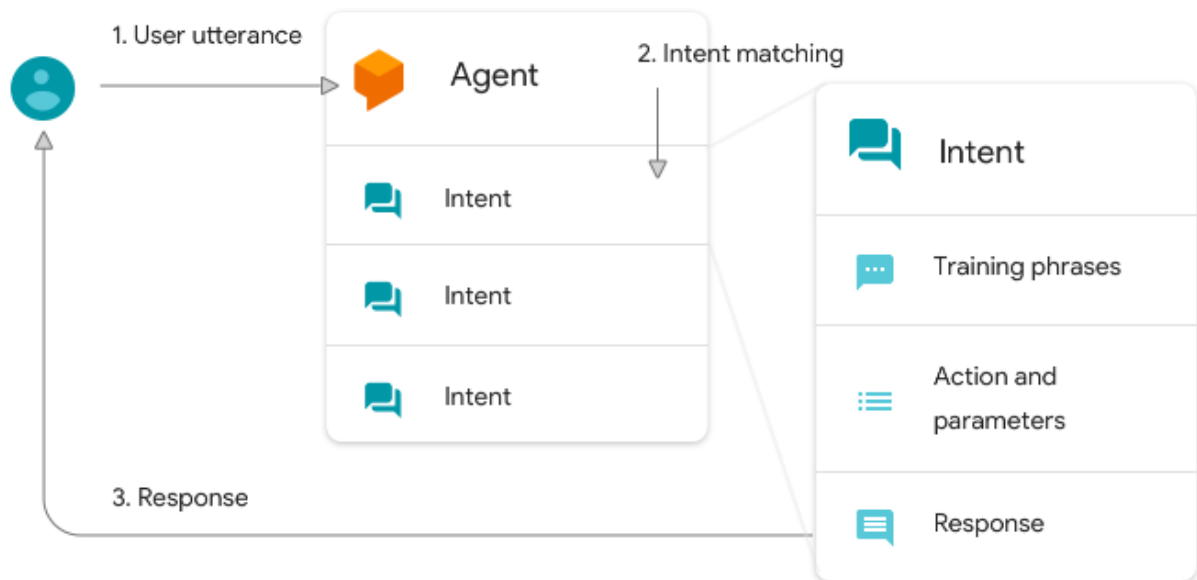 1. User utterance
Agent
2. Intent matching
Intent
Intent
Intent
Intent
Training phrases
Action and
parameters
Response
3. Response